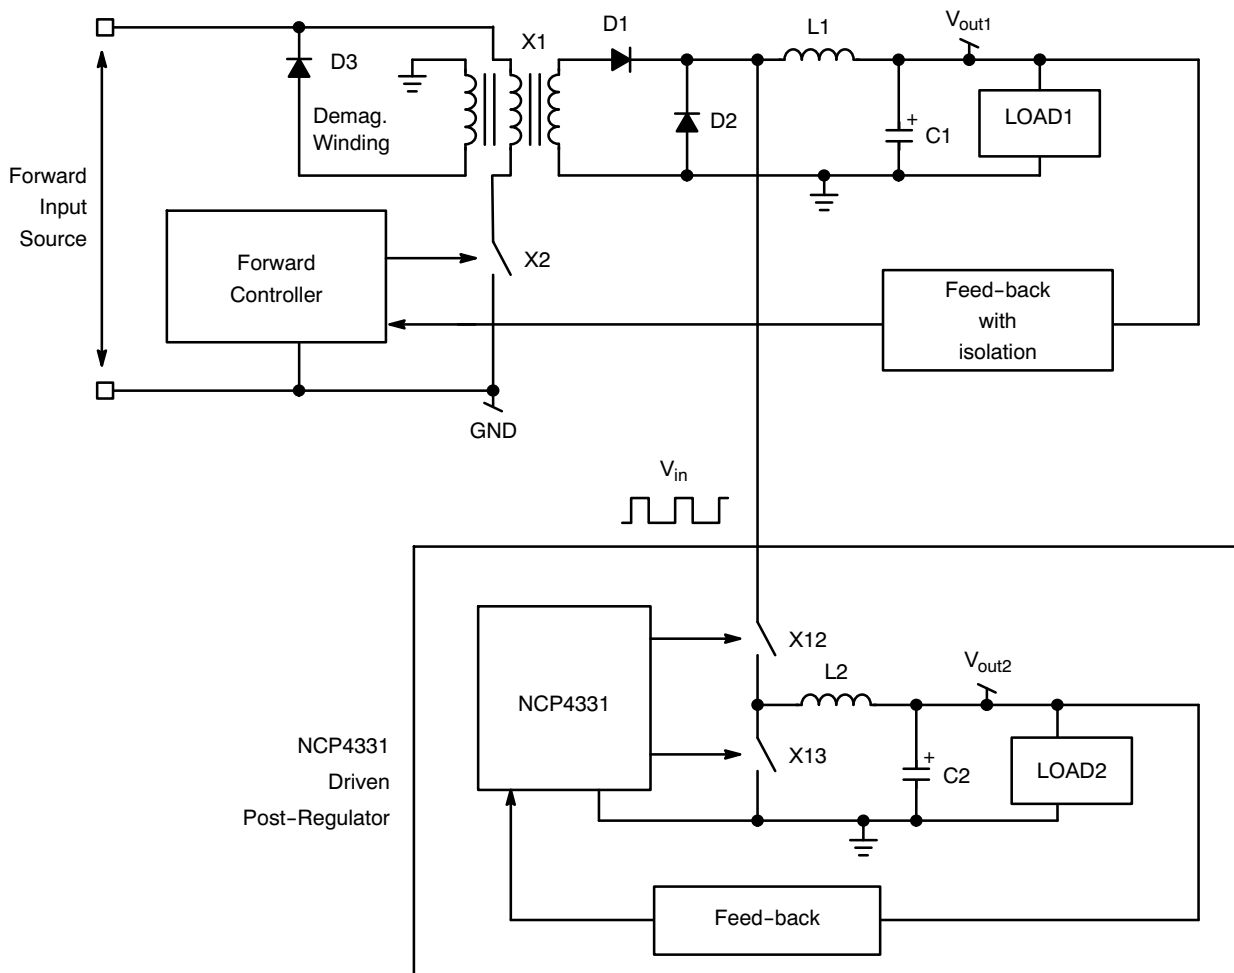 D1
L1
Vout1
X1
D3
D2
Demag.
Winding
+
C1
LOAD1
Forward
Input
Source
Forward
Controller
X2
Feed-back
with
isolation
GND
Vin
X12
Vout2
L2
NCP4331
X13
+
C2
LOAD2
NCP4331
Driven
Post-Regulator
Feed-back